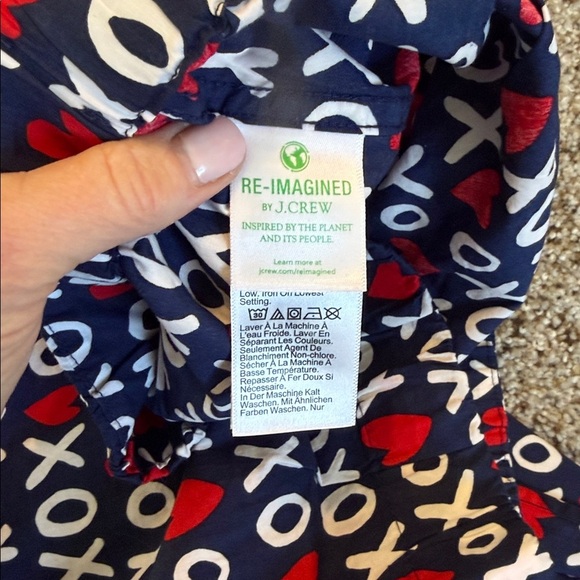 RE-IMAGINED
BY J.CREW
INSPIRED BY THE PLANET
AND ITS PEOPLE.
Learn more at
jcrew.com/reimagined
Low. Iron On Lowest
Setting.
30
Laver À La Machine À
L'eau Froide. Laver En
Séparant Les Couleurs.
Seulement Agent De
Blanchiment Non-chlore.
Sécher À La Machine À
Basse Température.
Repasser À Fer Doux Si
Nécessaire.
In Der Maschine Kalt
Waschen. Mit Ähnlichen
Farben Waschen. Nur